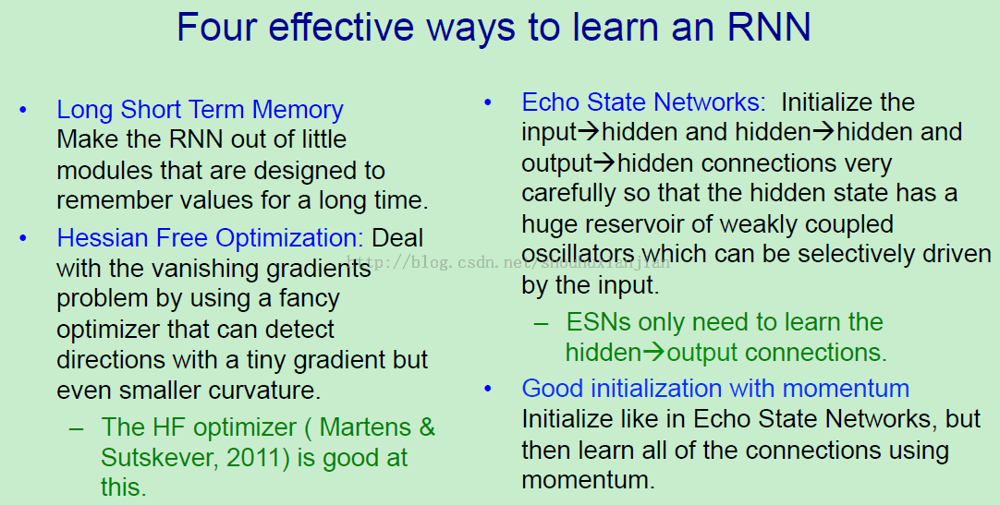 Four effective ways to learn an RNN
• Long Short Term Memory
Make the RNN out of little
modules that are designed to
remember values for a long time.
• Hessian Free Optimization: Deal
with the vanishing gradients
problem by using a fancy
optimizer that can detect
directions with a tiny gradient but
even smaller curvature.
– The HF optimizer ( Martens &
Sutskever, 2011) is good at
this.
• Echo State Networks: Initialize the
input→hidden and hidden→hidden and
output→hidden connections very
carefully so that the hidden state has a
huge reservoir of weakly coupled
oscillators which can be selectively driven
by the input.
– ESNs only need to learn the
hidden→output connections.
• Good initialization with momentum
Initialize like in Echo State Networks, but
then learn all of the connections using
momentum.
http://blog.csdn.net/